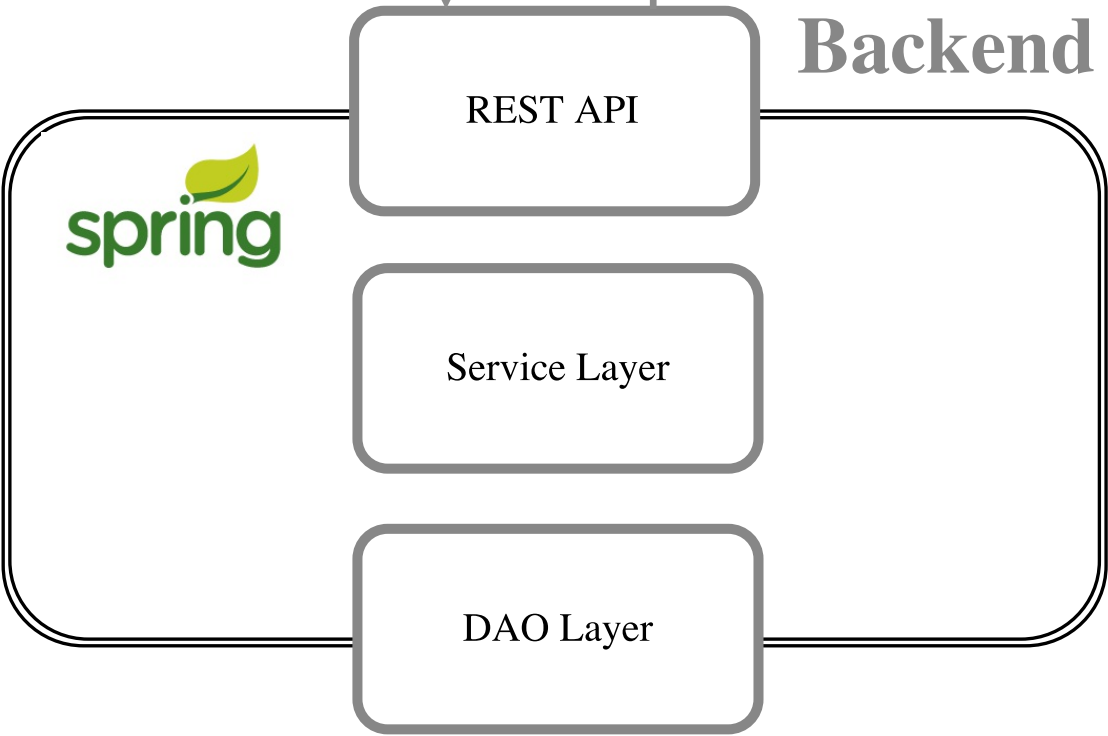 Backend
REST API
spring
Service Layer
DAO Layer